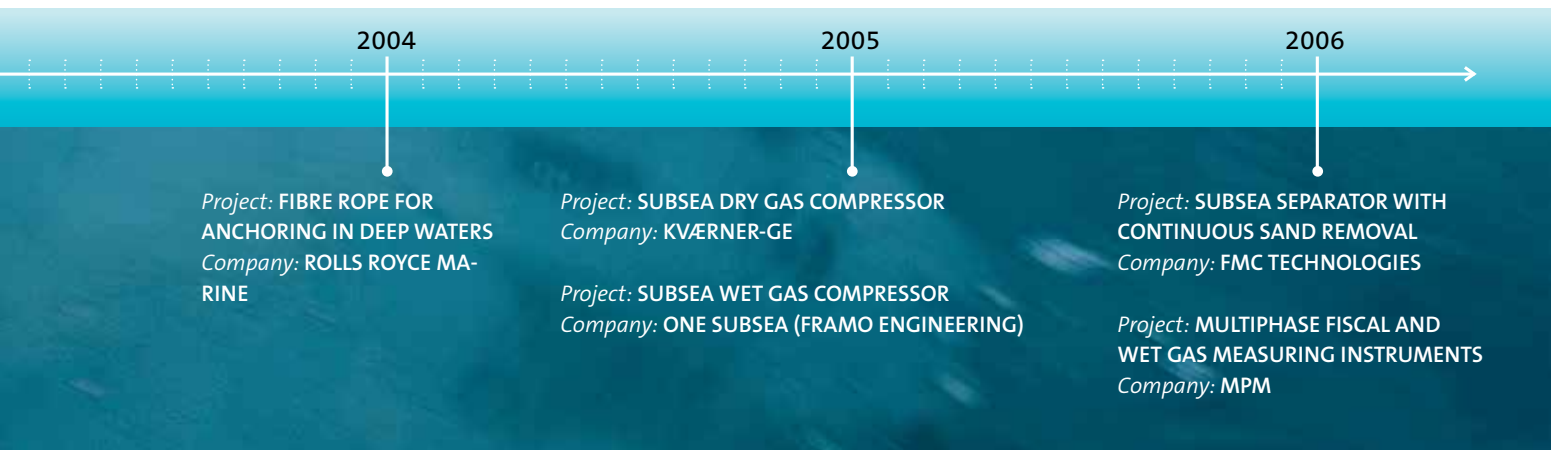 2004
2005
2006
Project: FIBRE ROPE FOR
ANCHORING IN DEEP WATERS
Company: ROLLS ROYCE MA-
RINE
Project: SUBSEA DRY GAS COMPRESSOR
Company: KVÆRNER-GE
Project: SUBSEA WET GAS COMPRESSOR
Company: ONE SUBSEA (FRAMO ENGINEERING)
Project: SUBSEA SEPARATOR WITH
CONTINUOUS SAND REMOVAL
Company: FMC TECHNOLOGIES
Project: MULTIPHASE FISCAL AND
WET GAS MEASURING INSTRUMENTS
Company: MPM